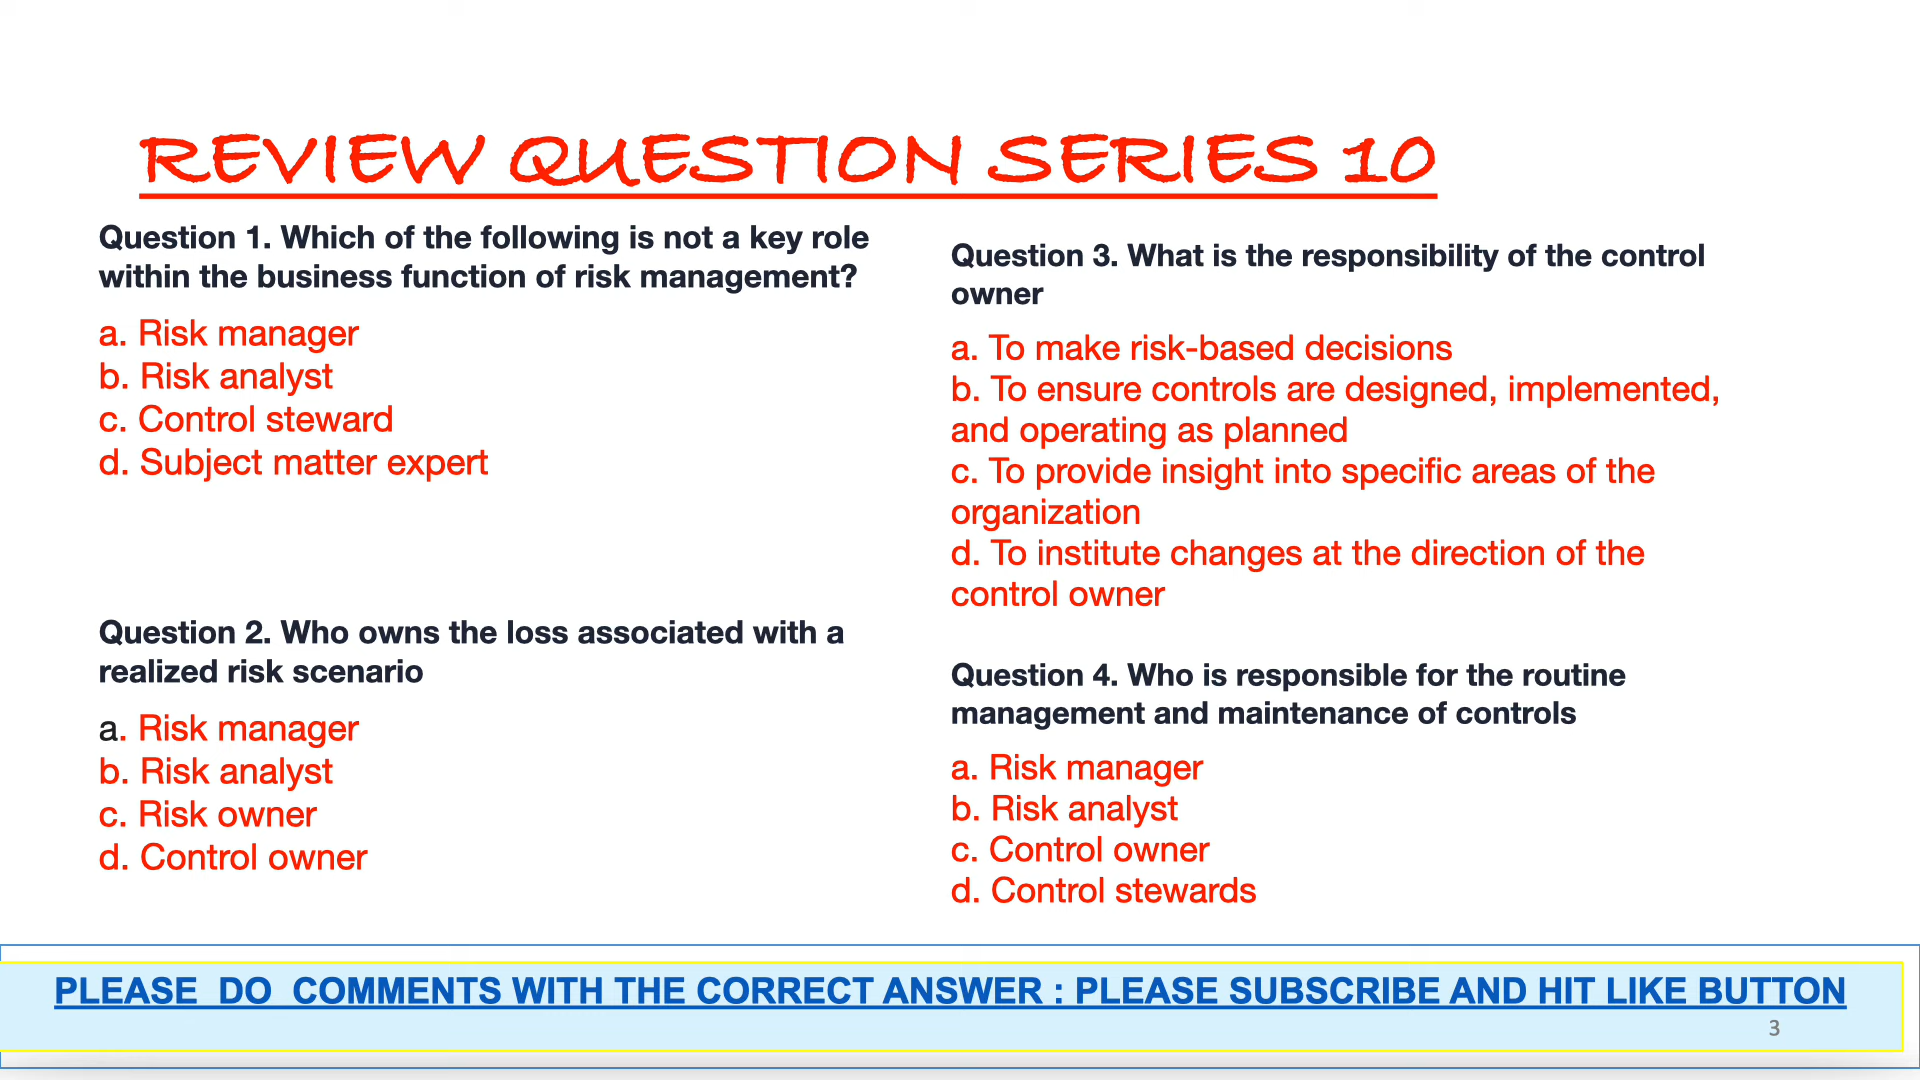 REVIEW QUESTION SERIES 10
Question 1. Which of the following is not a key role
within the business function of risk management?
a. Risk manager
b. Risk analyst
c. Control steward
d. Subject matter expert
Question 2. Who owns the loss associated with a
realized risk scenario
a. Risk manager
b. Risk analyst
c. Risk owner
d. Control owner
Question 3. What is the responsibility of the control
owner
a. To make risk-based decisions
b. To ensure controls are designed, implemented,
and operating as planned
c. To provide insight into specific areas of the
organization
d. To institute changes at the direction of the
control owner
Question 4. Who is responsible for the routine
management and maintenance of controls
a. Risk manager
b. Risk analyst
c. Control owner
d. Control stewards
PLEASE DO COMMENTS WITH THE CORRECT ANSWER : PLEASE SUBSCRIBE AND HIT LIKE BUTTON
3